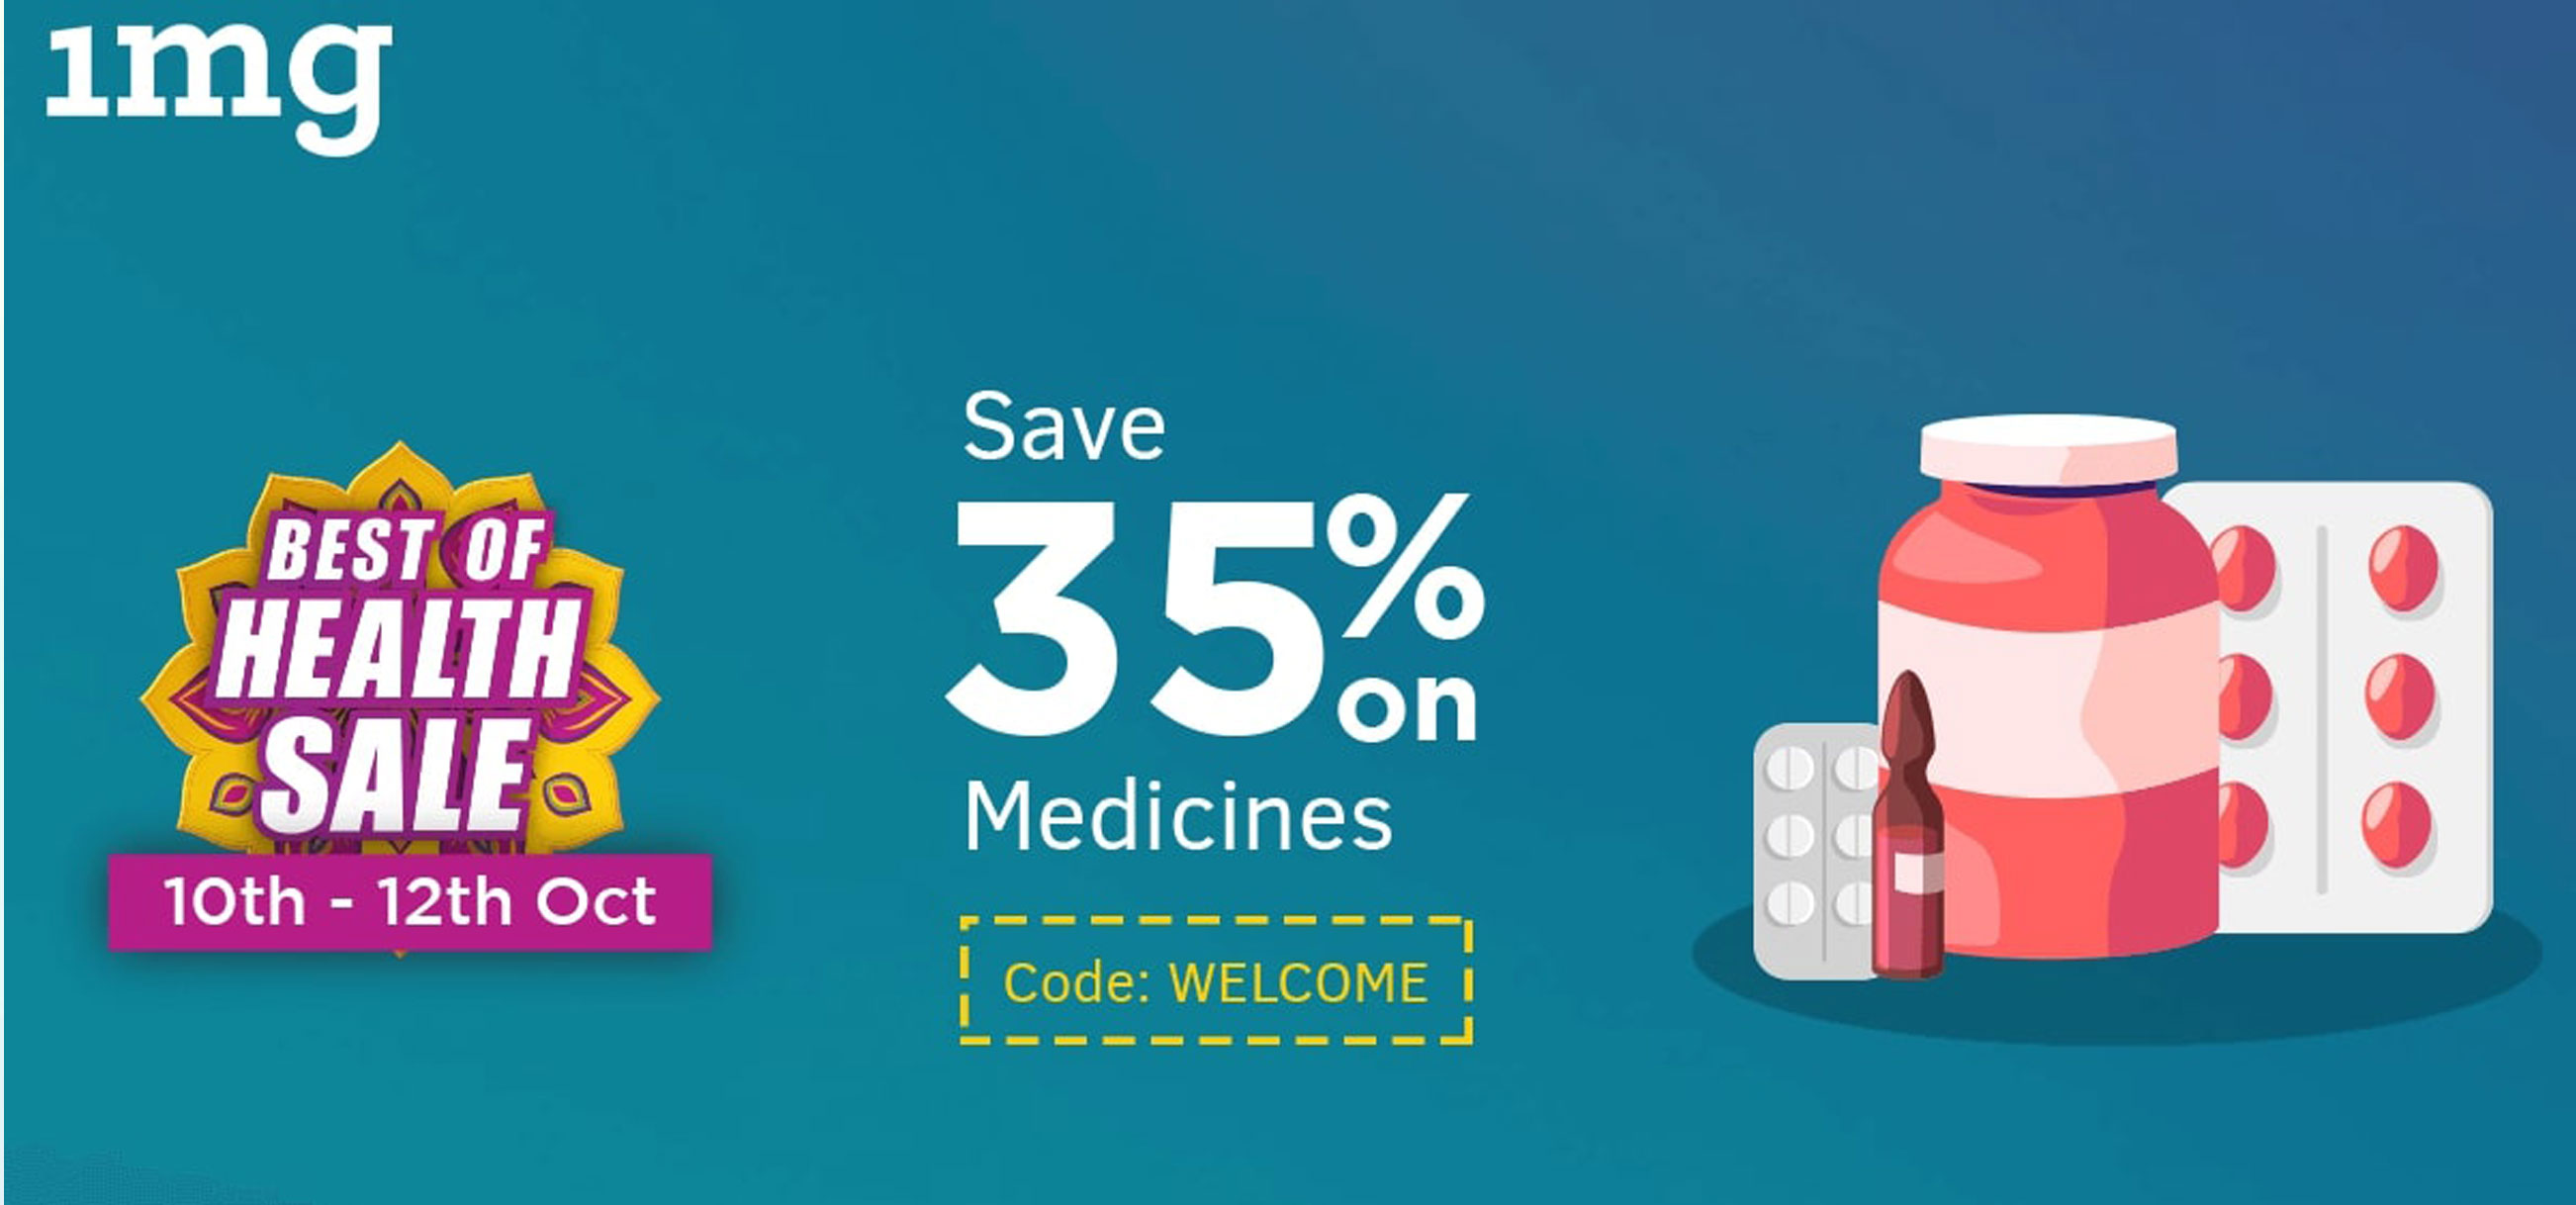 1mg
BEST OF
HEALTH
SALE
10th - 12th Oct
Save
35%
on
Medicines
Code: WELCOME